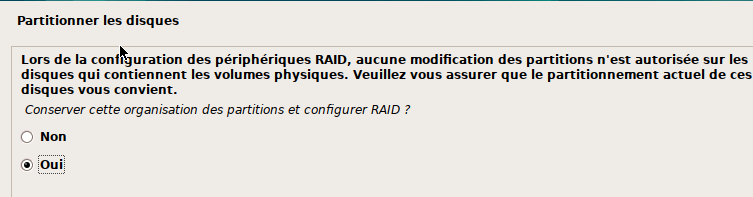 Partitionner les disques
Lors de la configuration des périphériques RAID, aucune modification des partitions n'est autorisée sur les
disques qui contiennent les volumes physiques. Veuillez vous assurer que le partitionnement actuel de ces
disques vous convient.
Conserver cette organisation des partitions et configurer RAID ?
Non
Oui